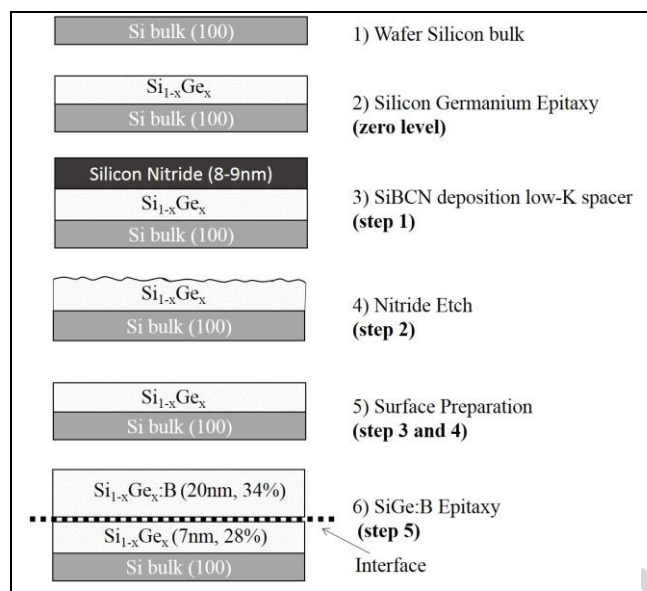 Si bulk (100)
1) Wafer Silicon bulk
Si1-xGex
Si bulk (100)
2) Silicon Germanium Epitaxy
(zero level)
Silicon Nitride (8-9nm)
Si1-xGex
Si bulk (100)
3) SiBCN deposition low-K spacer
(step 1)
Si1-xGex
Si bulk (100)
4) Nitride Etch
(step 2)
Si1-xGex
Si bulk (100)
5) Surface Preparation
(step 3 and 4)
Si1-xGex:B (20nm, 34%)
Si1-xGex (7nm, 28%)
Si bulk (100)
6) SiGe:B Epitaxy
(step 5)
Interface